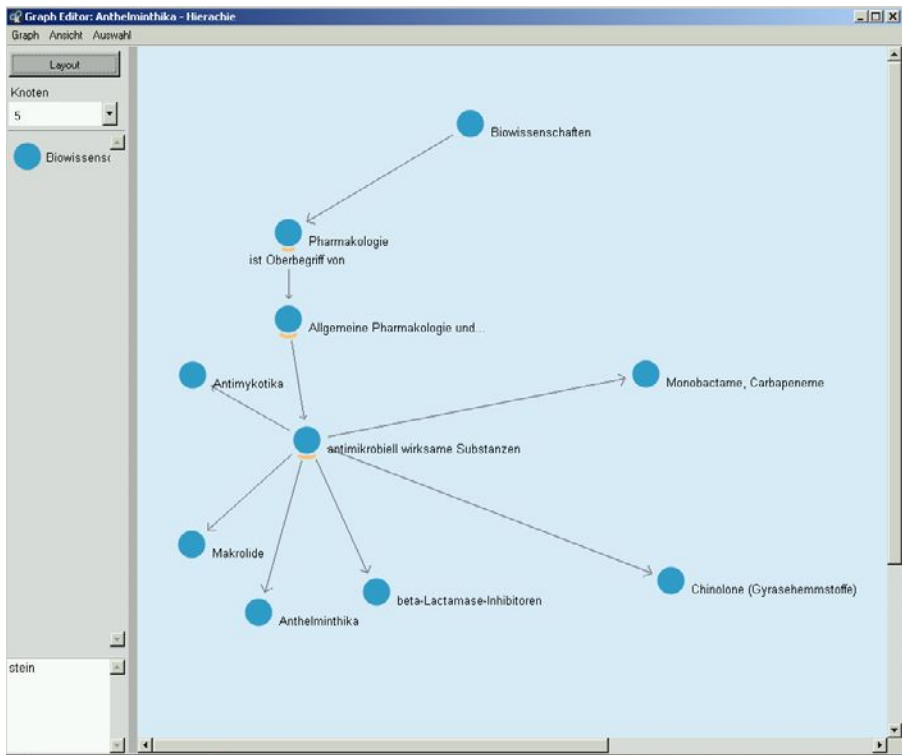 Graph Editor: Anthelminthika - Hierachie
Graph Ansicht Auswahl
Layout
Knoten
5
Biowissensc
stein
Biowissenschaften
Pharmakologie
ist Oberbegriff von
Allgemeine Pharmakologie und...
Antimykotika
Monobactame, Carbapeneme
antimikrobiell wirksame Substanzen
Makrolide
Chinolone (Gyrasehemmstoffe)
beta-Lactamase-Inhibitoren
Anthelminthika